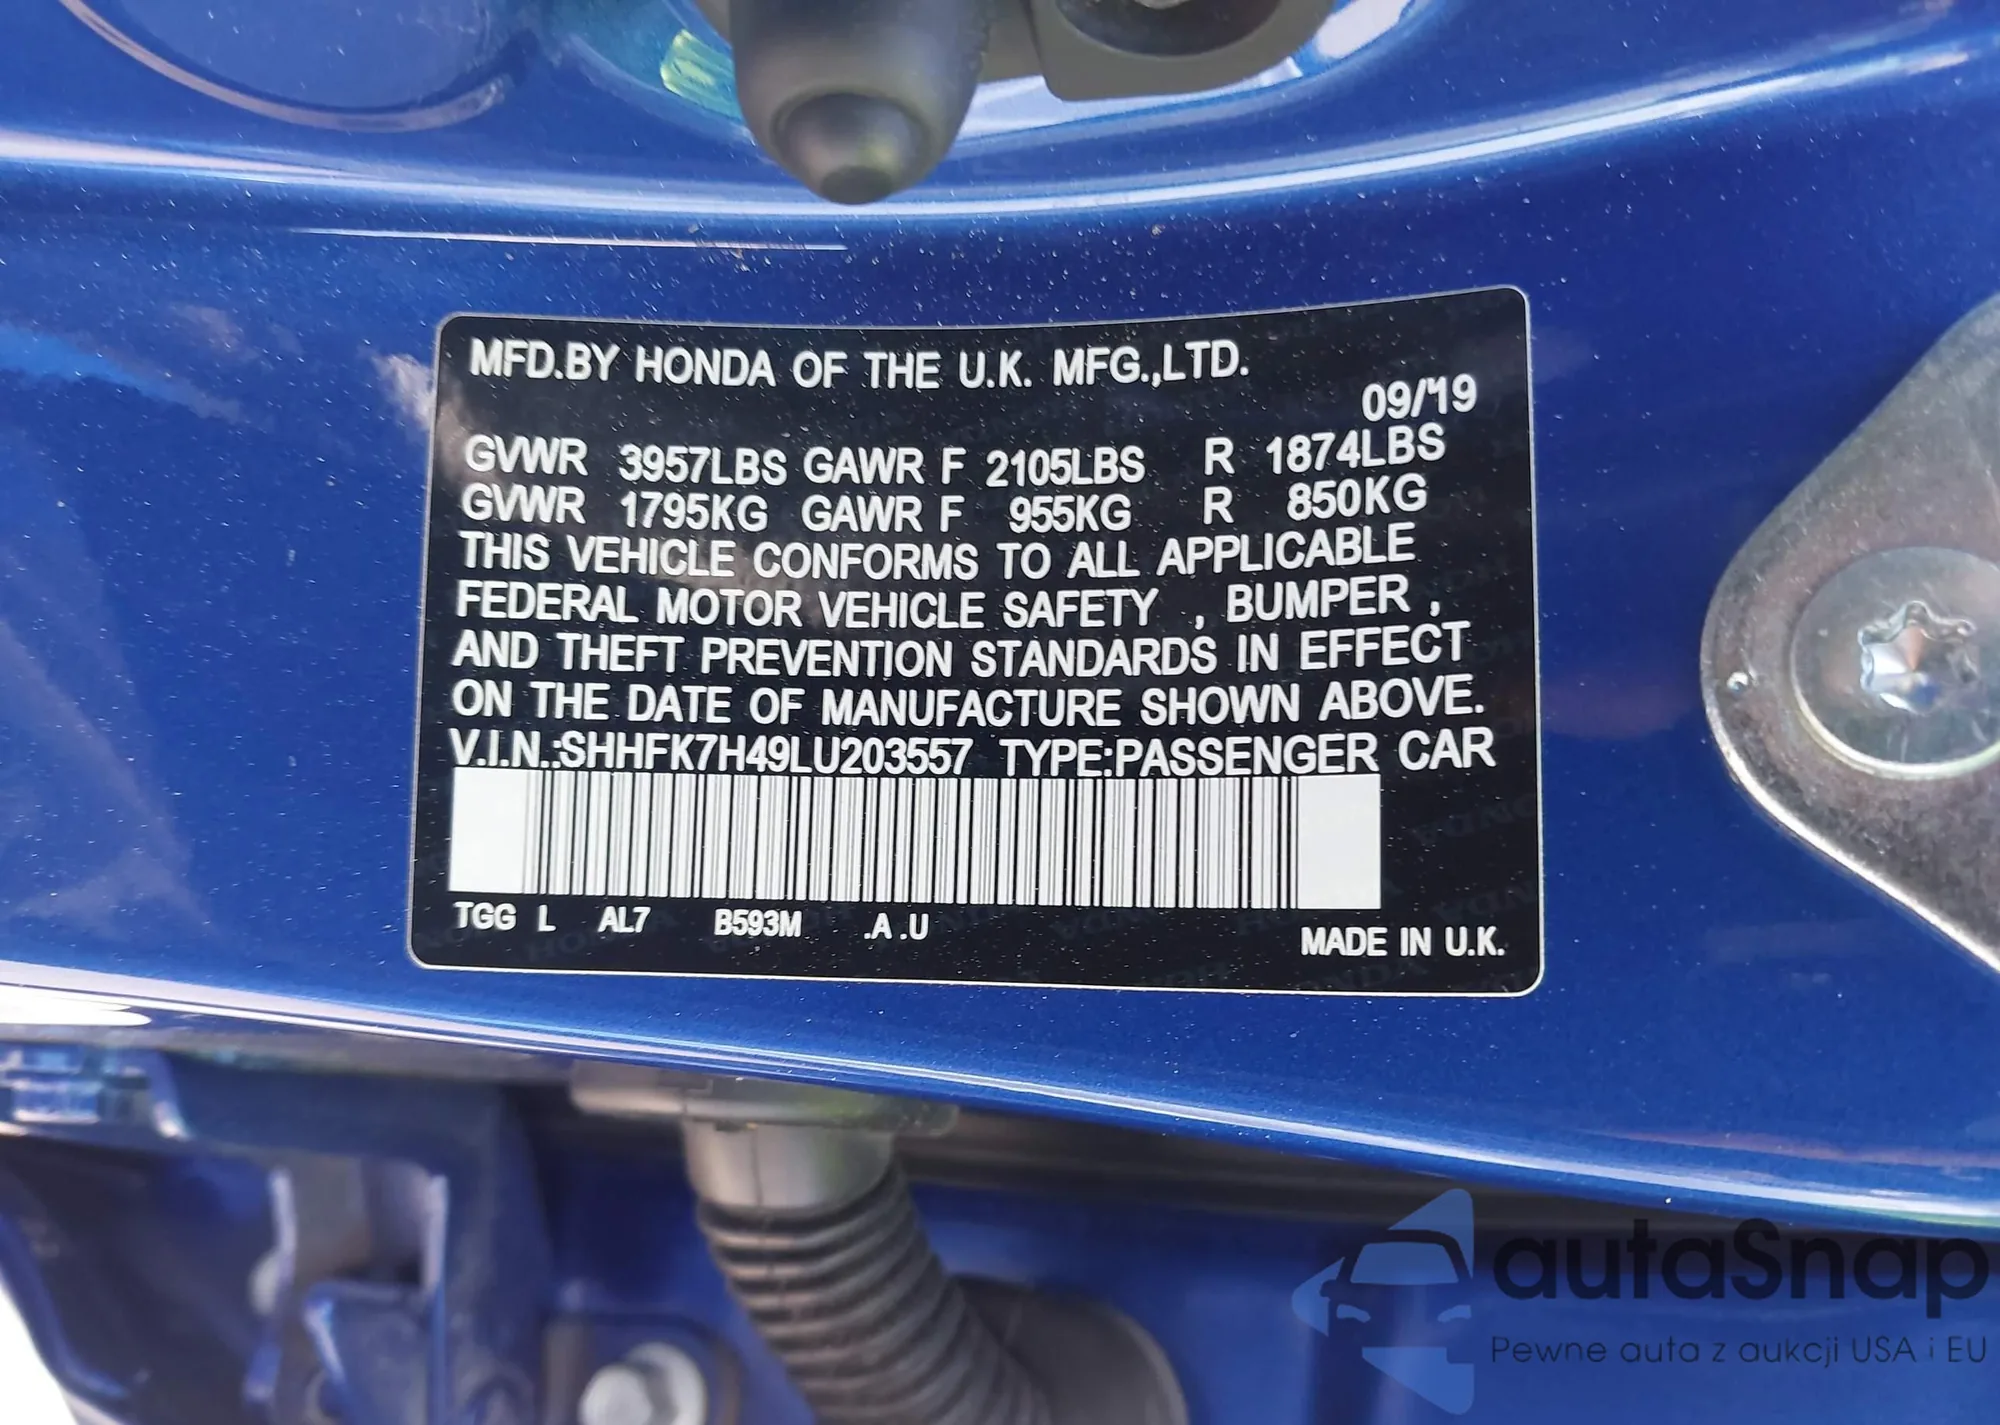 MFD.BY HONDA OF THE U.K. MFG.,LTD.
09/'19
GVWR 3957LBS GAWR F 2105LBS R 1874LBS
GVWR 1795KG GAWR F 955KG R 850KG
THIS VEHICLE CONFORMS TO ALL APPLICABLE
FEDERAL MOTOR VEHICLE SAFETY , BUMPER ,
AND THEFT PREVENTION STANDARDS IN EFFECT
ON THE DATE OF MANUFACTURE SHOWN ABOVE.
V.I.N.:SHHFK7H49LU203557 TYPE:PASSENGER CAR
TGG L AL7 B593M .A .U
MADE IN U.K.
autaSnap
Pewne auta z aukcji USA i EU